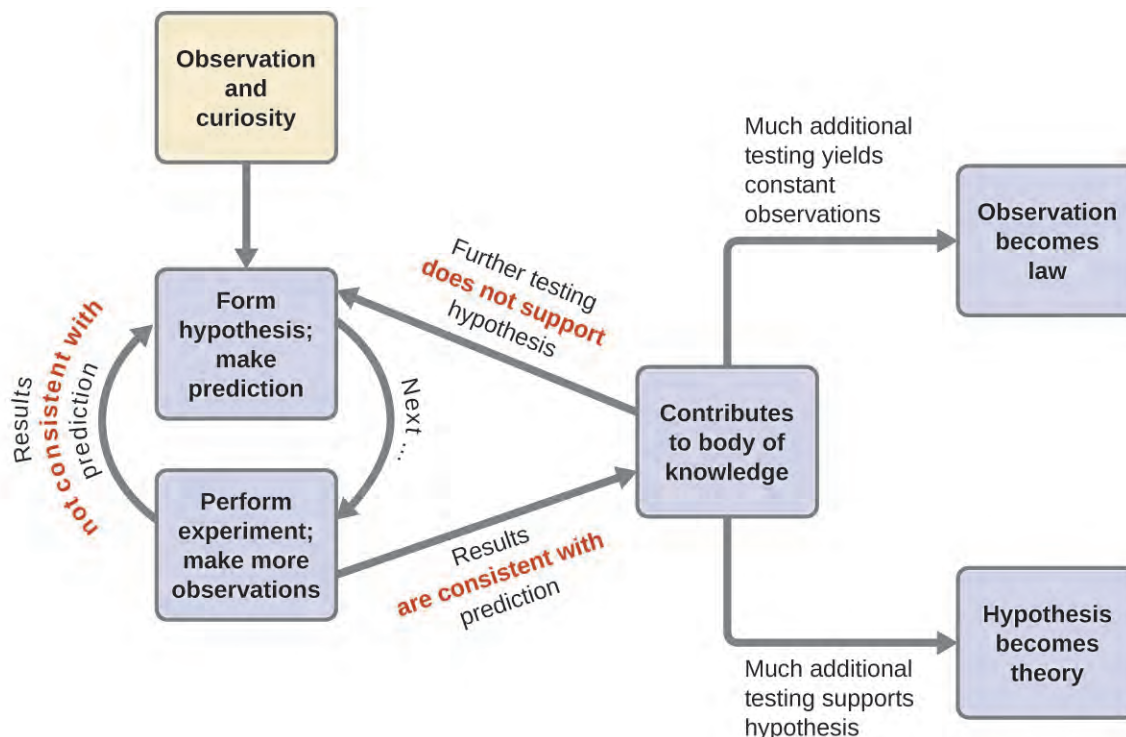 Observation
and
curiosity
Form
hypothesis;
make
prediction
Results
not consistent with
prediction
Next ...
Perform
experiment;
make more
observations
Further testing
does not support
hypothesis
Results
are consistent with
prediction
Contributes
to body of
knowledge
Much additional
testing yields
constant
observations
Observation
becomes
law
Much additional
testing supports
hypothesis
Hypothesis
becomes
theory